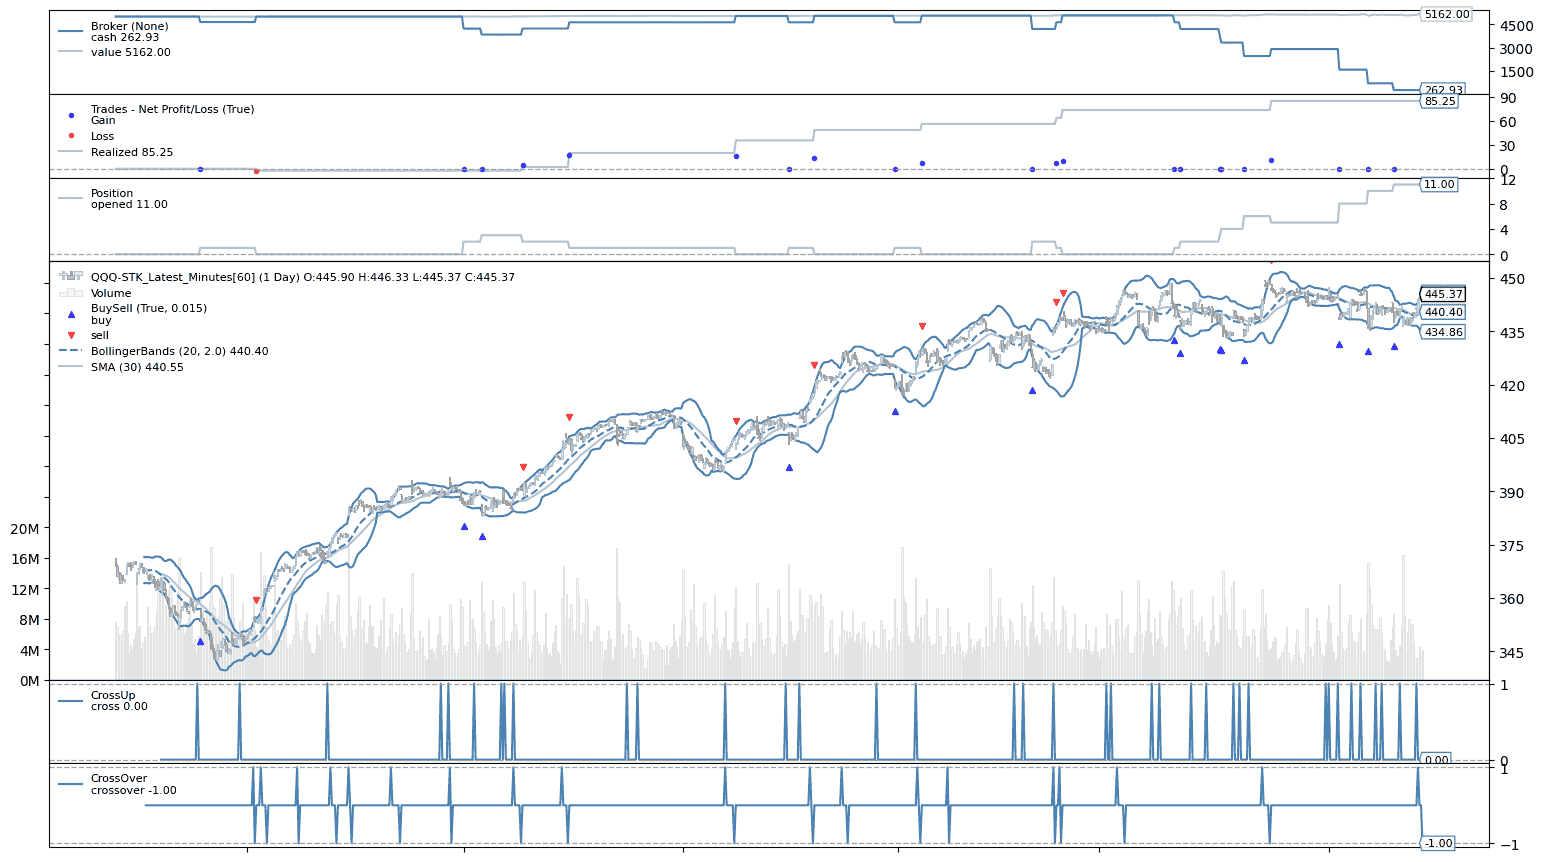 Broker (None)
cash 262.93
value 5162.00
5162.00
4500
3000
1500
262.93
Trades - Net Profit/Loss (True)
Gain
Loss
Realized 85.25
85.25
90
60
30
0
Position
opened 11.00
11.00
12
8
4
0
QQQ-STK_Latest_Minutes[60] (1 Day) O:445.90 H:446.33 L:445.37 C:445.37
Volume
BuySell (True, 0.015)
buy
sell
BollingerBands (20, 2.0) 440.40
SMA (30) 440.55
450
445.37
440.40
435
434.86
420
405
390
375
360
345
20M
16M
12M
8M
4M
0M
CrossUp
cross 0.00
1
0.00
0
CrossOver
crossover -1.00
1
-1.00
−1